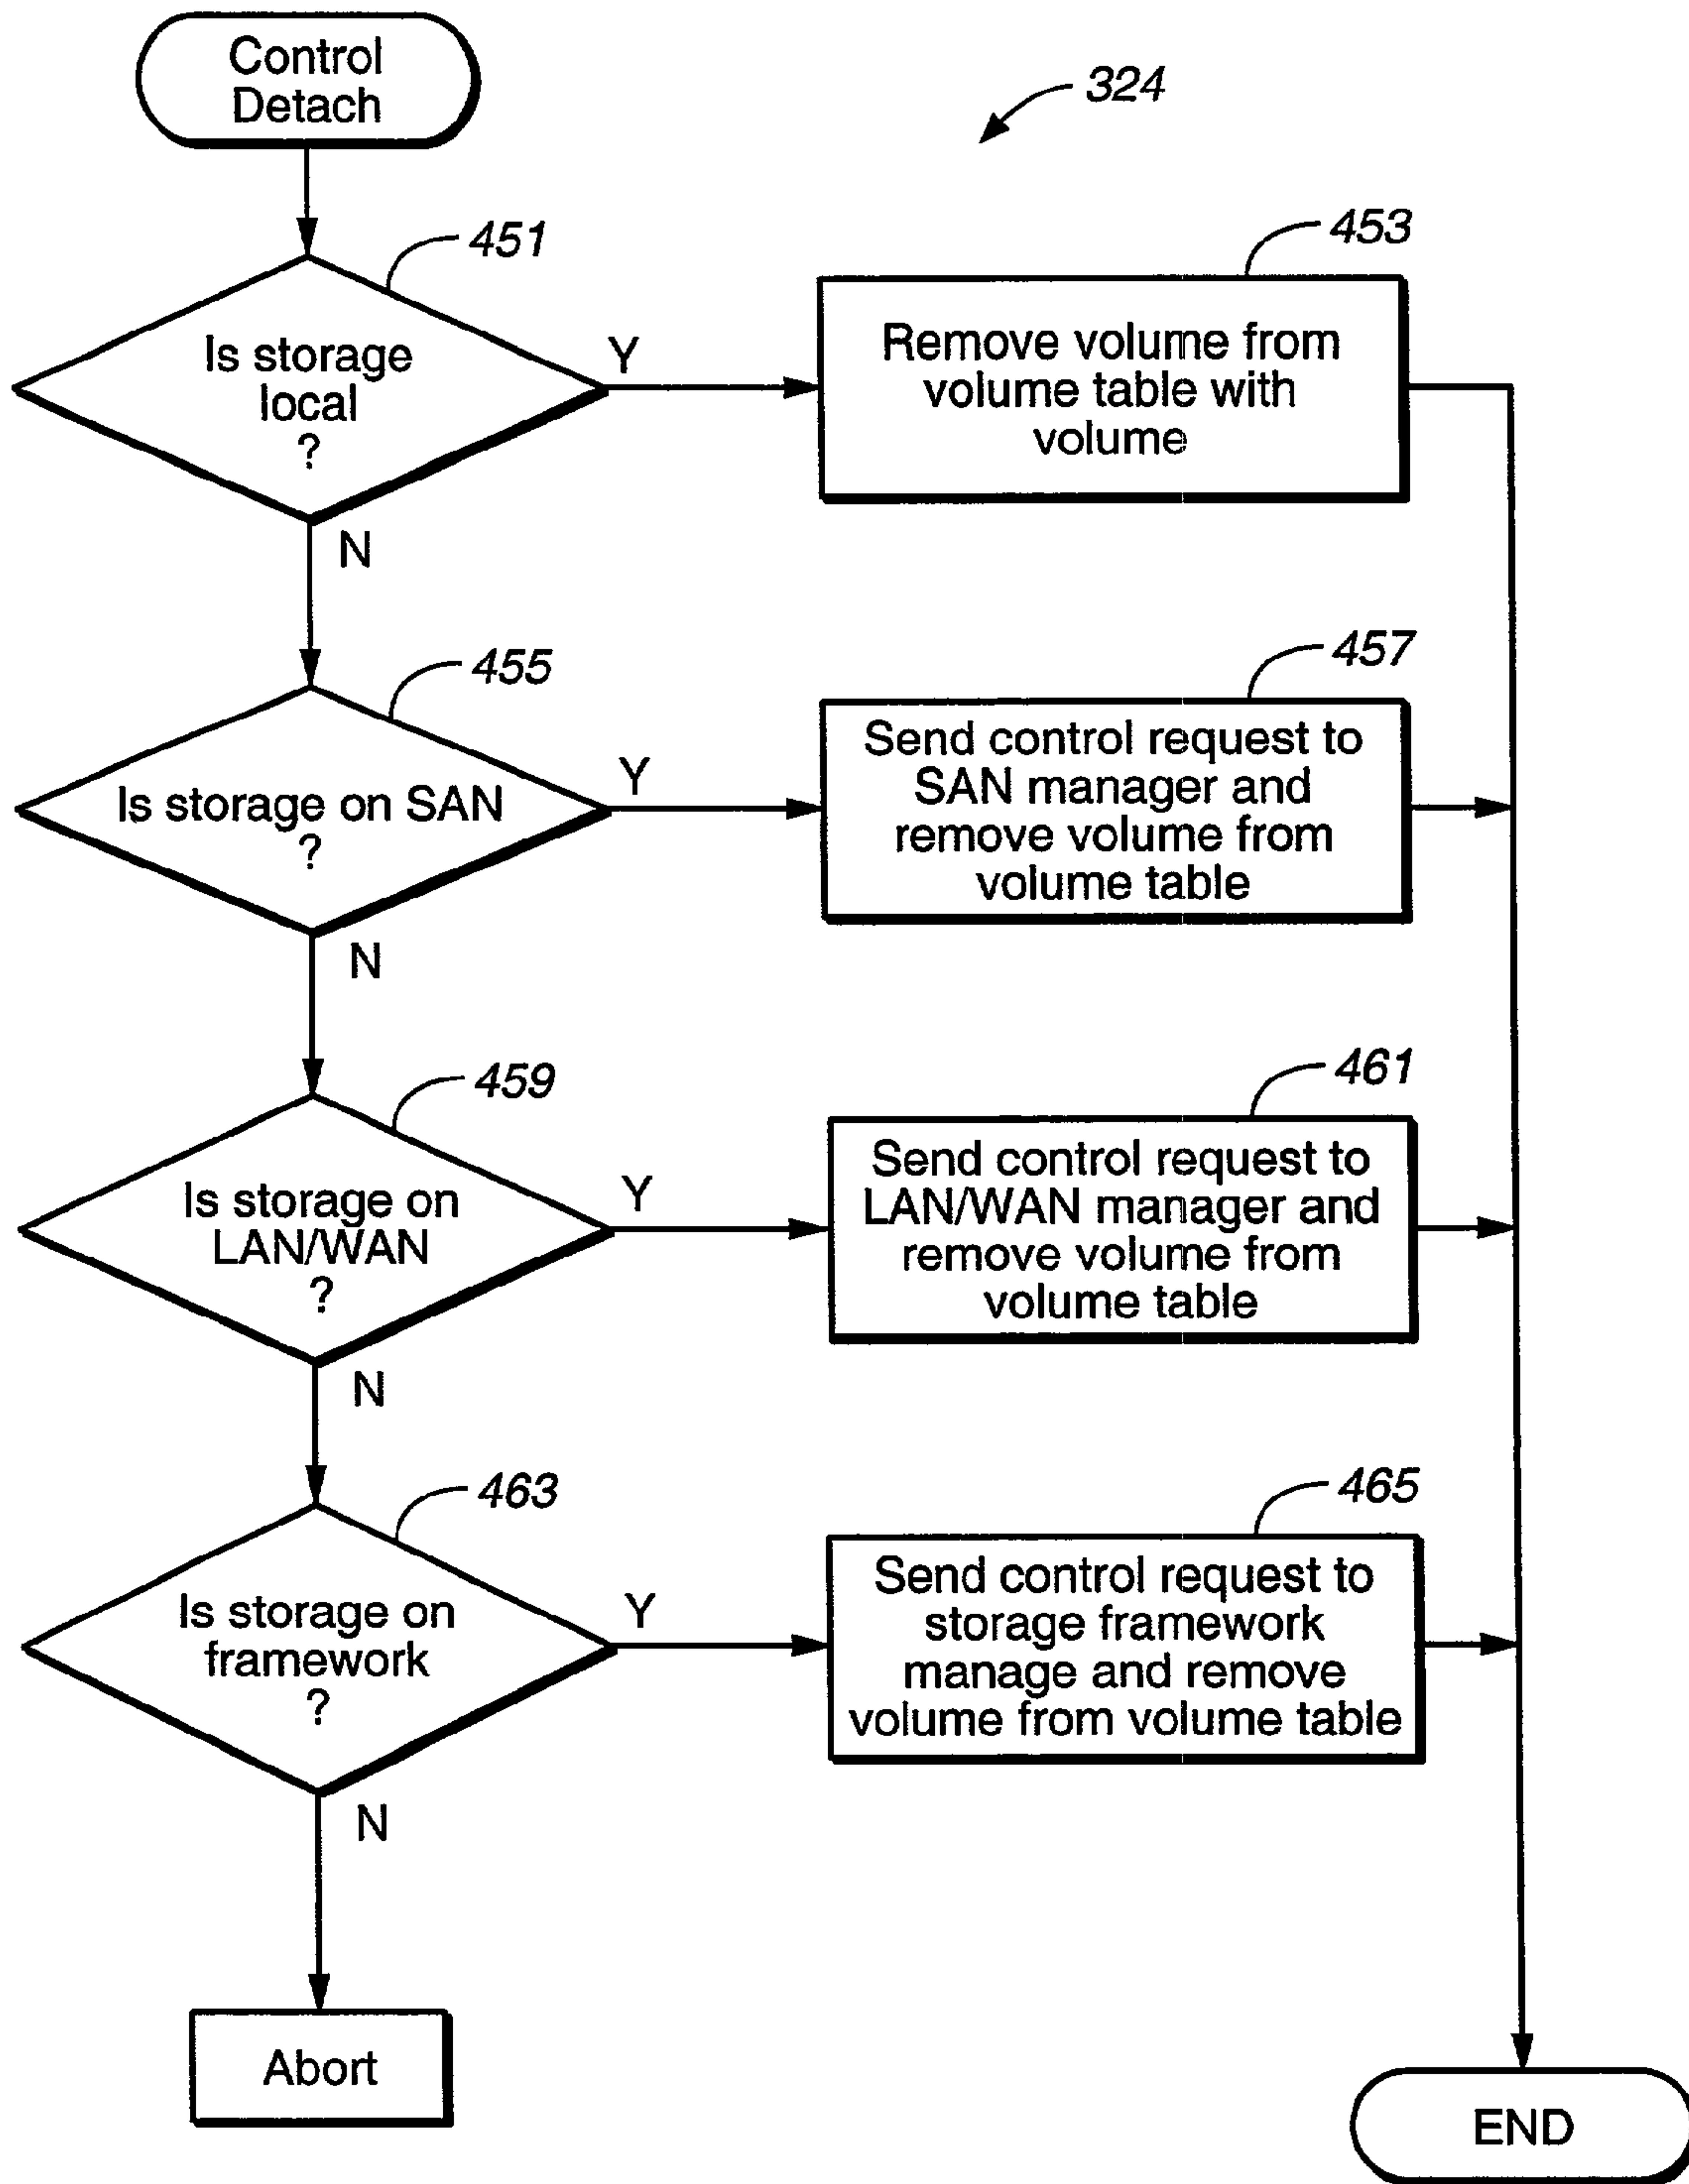 Control
Detach
324
451
453
Is storage
local
?
Y
Remove volume from
volume table with
volume
N
455
457
Is storage on SAN
?
Y
Send control request to
SAN manager and
remove volume from
volume table
N
459
461
Is storage on
LAN/WAN
?
Y
Send control request to
LAN/WAN manager and
remove volume from
volume table
N
463
465
Is storage on
framework
?
Y
Send control request to
storage framework
manage and remove
volume from volume table
N
Abort
END